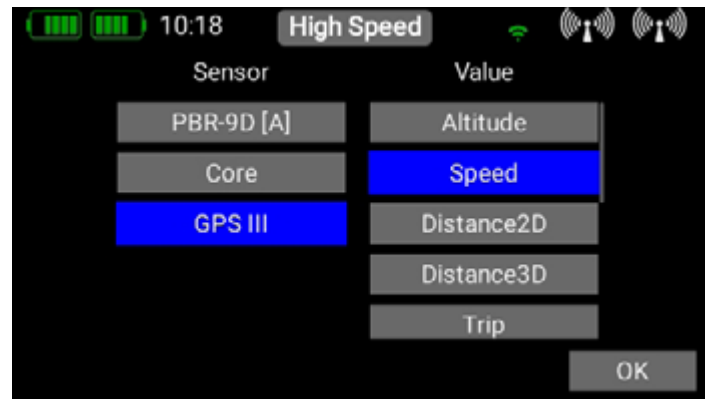 10:18 High Speed
Sensor Value
PBR-9D [A] Altitude
Core Speed
GPS III Distance2D
Distance3D
Trip
OK